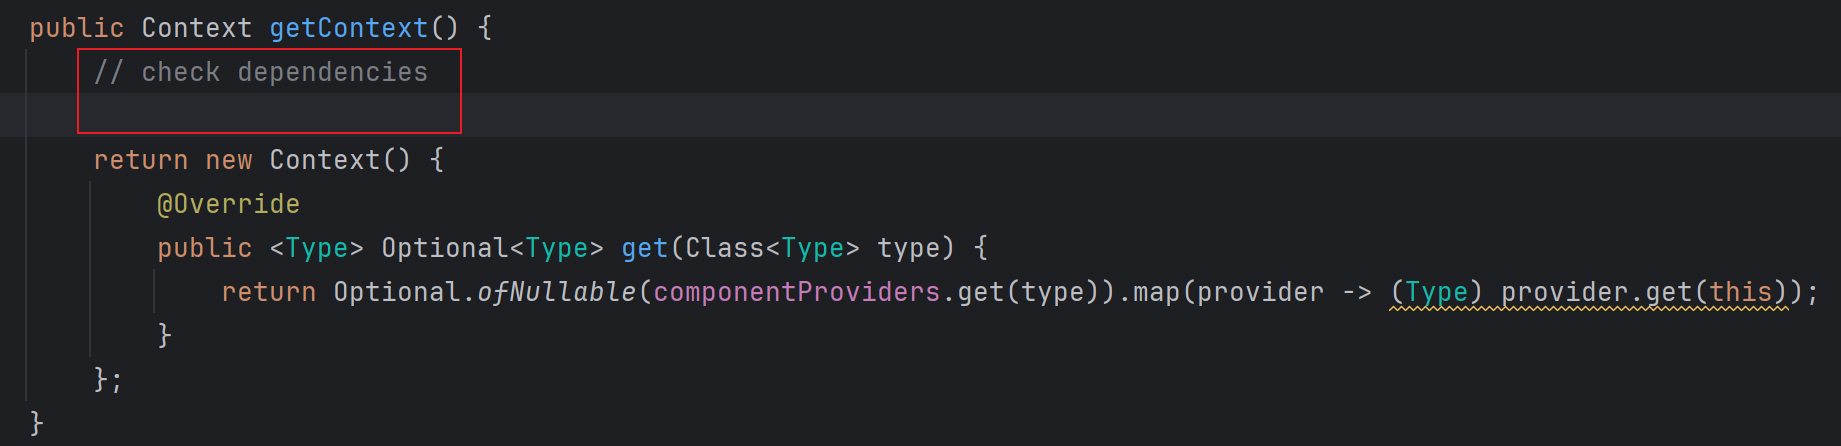 public Context getContext() {
// check dependencies
return new Context() {
@Override
public <Type> Optional<Type> get(Class<Type> type) {
return Optional.ofNullable(componentProviders.get(type)).map(provider -> (Type) provider.get(this));
}
};
}